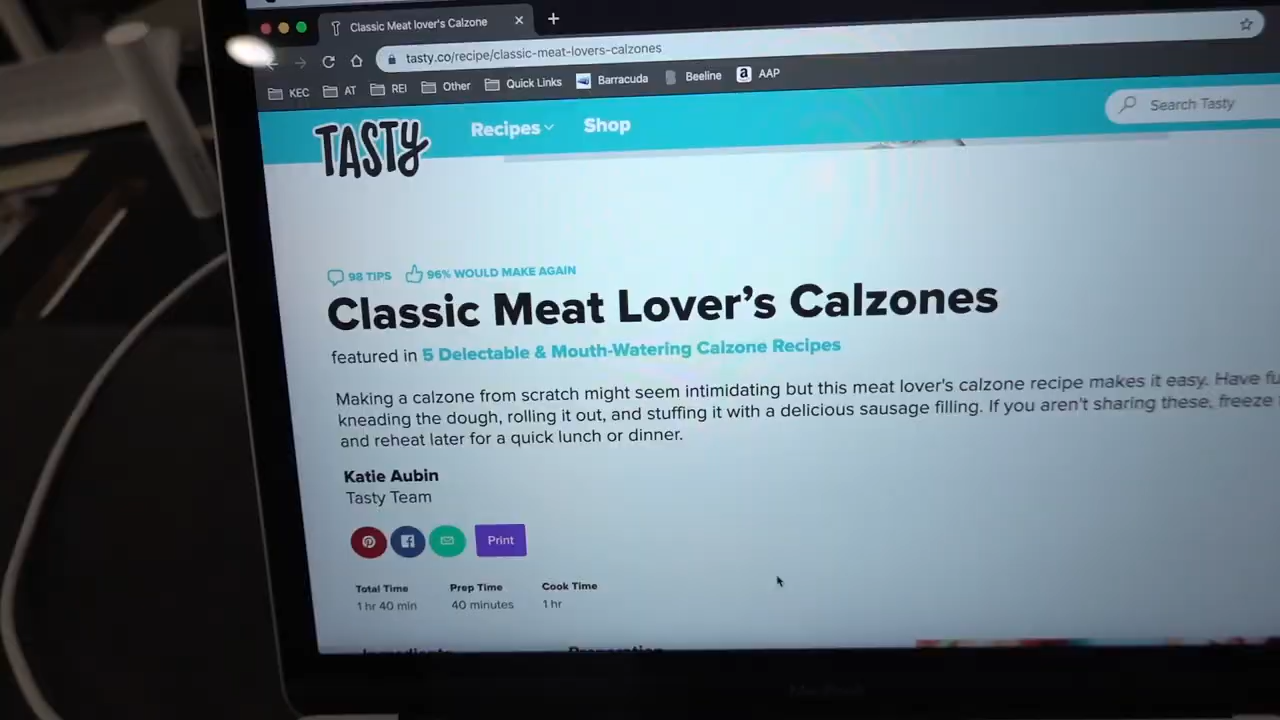 Classic Meat lover's Calzone
tasty.co/recipe/classic-meat-lovers-calzones
KEC AT REI Other Quick Links Barracuda Beeline AAP
TASTY Recipes Shop Search Tasty
98 TIPS 96% WOULD MAKE AGAIN
Classic Meat Lover's Calzones
featured in 5 Delectable & Mouth-Watering Calzone Recipes
Making a calzone from scratch might seem intimidating but this meat lover's calzone recipe makes it easy. Have fu
kneading the dough, rolling it out, and stuffing it with a delicious sausage filling. If you aren't sharing these, freeze
and reheat later for a quick lunch or dinner.
Katie Aubin
Tasty Team
Print
Total Time Prep Time Cook Time
1 hr 40 min 40 minutes 1 hr
Ingredients Preparation